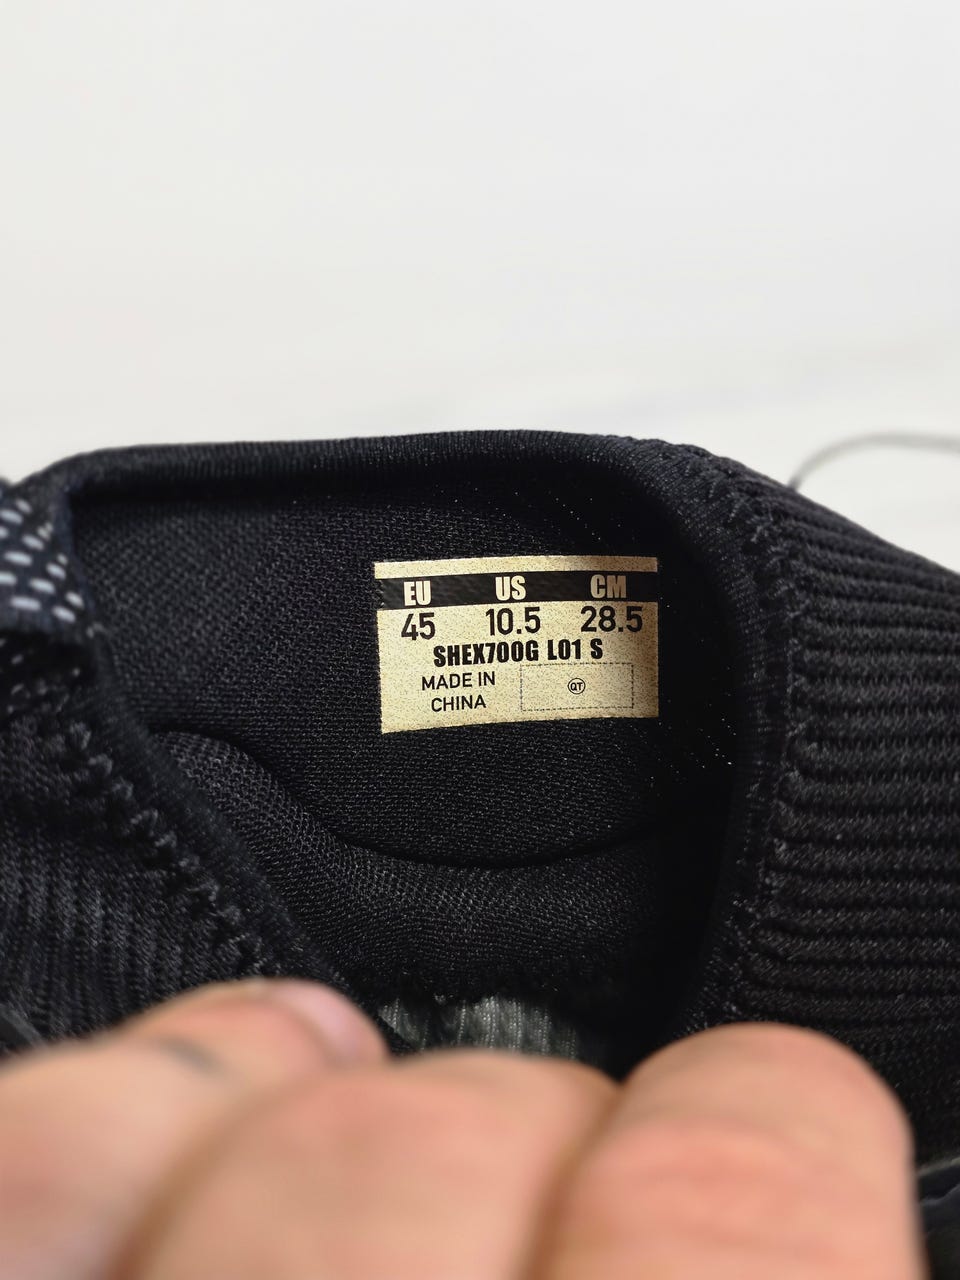 EU US CM
45 10.5 28.5
SHEX700G L01 S
MADE IN
CHINA
QT